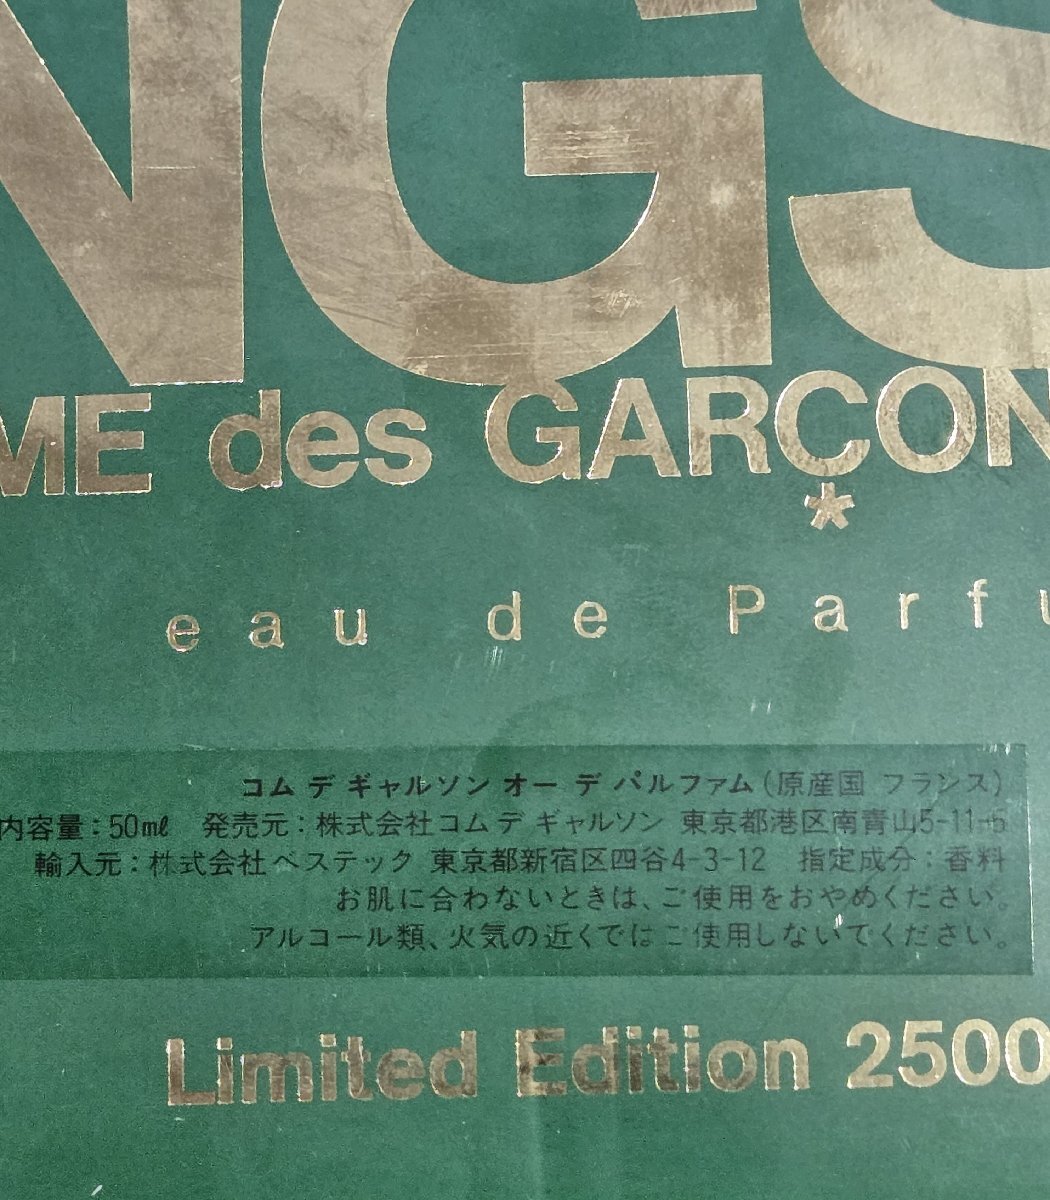 NGS
ME des GARÇON
*
eau de Parfu
コム デ ギャルソン オー デ パルファム(原産国 フランス)
内容量:50ml 発売元:株式会社コムデ ギャルソン 東京都港区南青山5-11-5
輸入元:株式会社ベステック 東京都新宿区四谷4-3-12 指定成分:香料
お肌に合わないときは、ご使用をおやめください。
アルコール類、火気の近くではご使用しないでください。
Limited Edition 2500